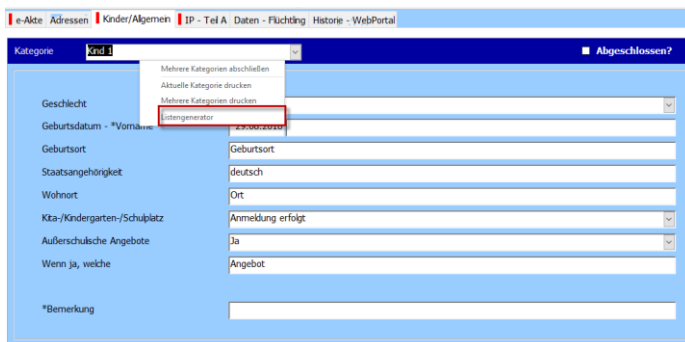 e-Akte Adressen Kinder/Algemein IP - Teil A Daten - Flüchtling Historie - WebPortal
Kategorie Kind 1 Abgeschlossen?
Mehrere Kategorien abschließen
Aktuelle Kategorie drucken
Mehrere Kategorien drucken
Listengenerator
Geschlecht
Geburtsdatum - *Vorname
Geburtsort Geburtsort
Staatsangehörigkeit deutsch
Wohnort Ort
Kita-/Kindergarten-/Schulplatz Anmeldung erfolgt
Außerschulische Angebote Ja
Wenn ja, welche Angebot
*Bemerkung